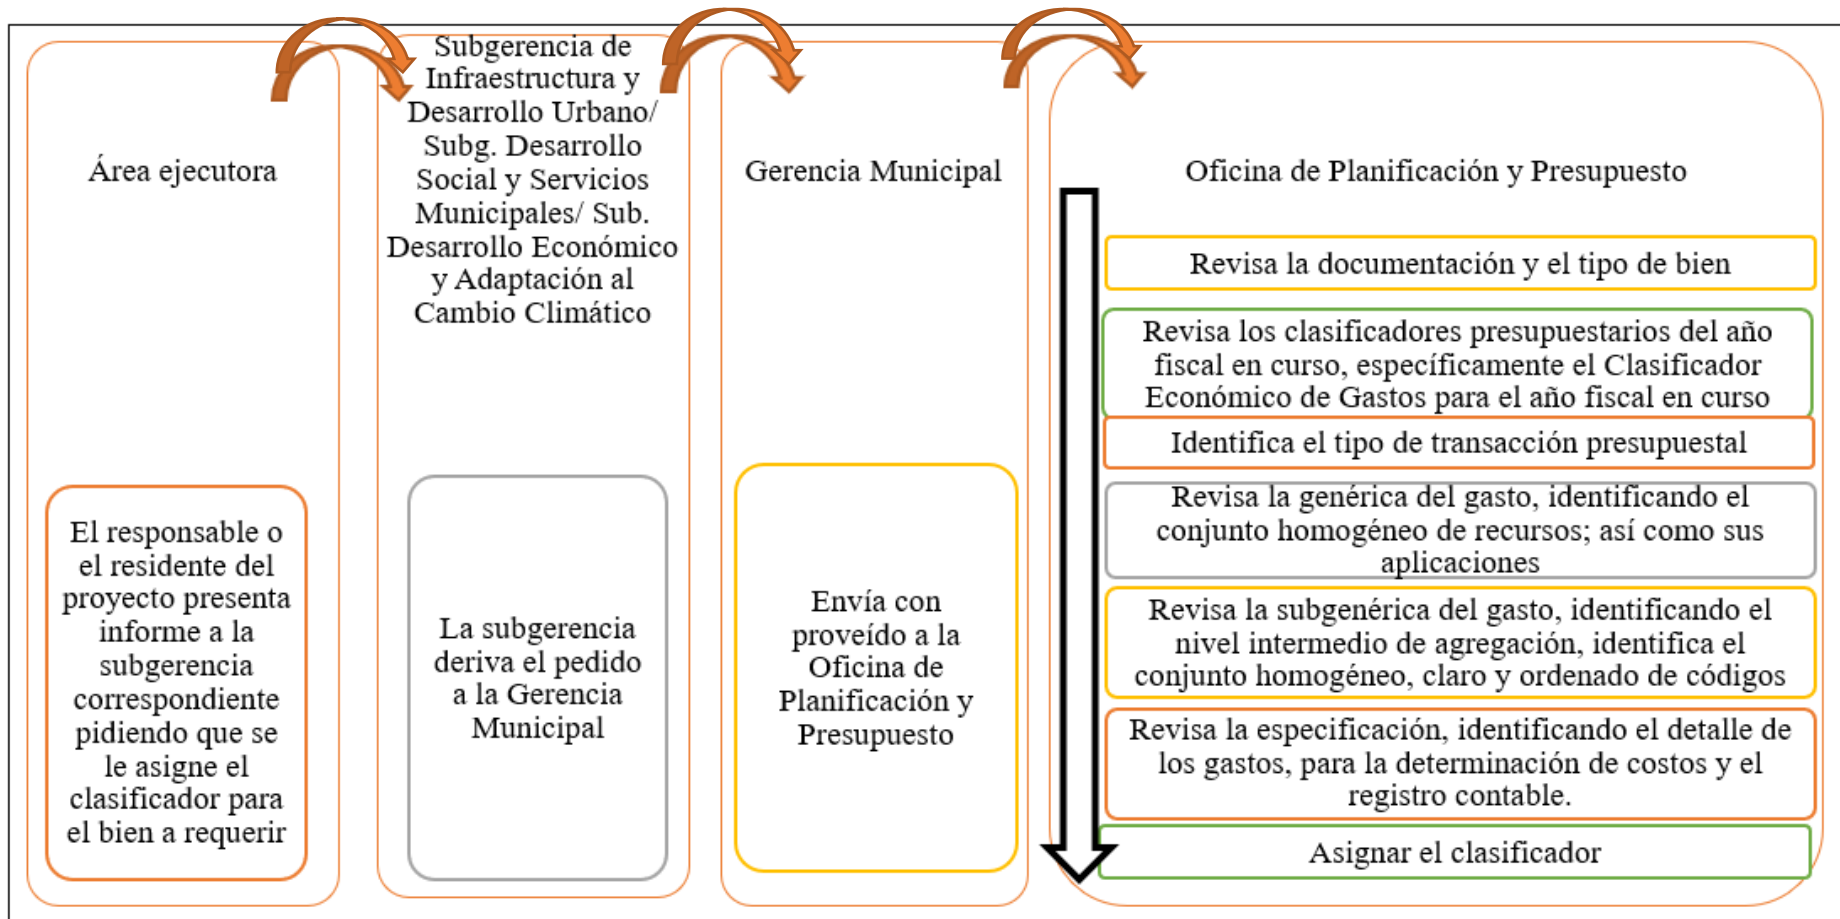 Área ejecutora
El responsable o
el residente del
proyecto presenta
informe a la
subgerencia
correspondiente
pidiendo que se
le asigne el
clasificador para
el bien a requerir
Subgerencia de
Infraestructura y
Desarrollo Urbano/
Subg. Desarrollo
Social y Servicios
Municipales/ Sub.
Desarrollo Económico
y Adaptación al
Cambio Climático
La subgerencia
deriva el pedido
a la Gerencia
Municipal
Gerencia Municipal
Envía con
proveído a la
Oficina de
Planificación y
Presupuesto
Oficina de Planificación y Presupuesto
Revisa la documentación y el tipo de bien
Revisa los clasificadores presupuestarios del año
fiscal en curso, específicamente el Clasificador
Económico de Gastos para el año fiscal en curso
Identifica el tipo de transacción presupuestal
Revisa la genérica del gasto, identificando el
conjunto homogéneo de recursos; así como sus
aplicaciones
Revisa la subgenérica del gasto, identificando el
nivel intermedio de agregación, identifica el
conjunto homogéneo, claro y ordenado de códigos
Revisa la especificación, identificando el detalle de
los gastos, para la determinación de costos y el
registro contable.
Asignar el clasificador